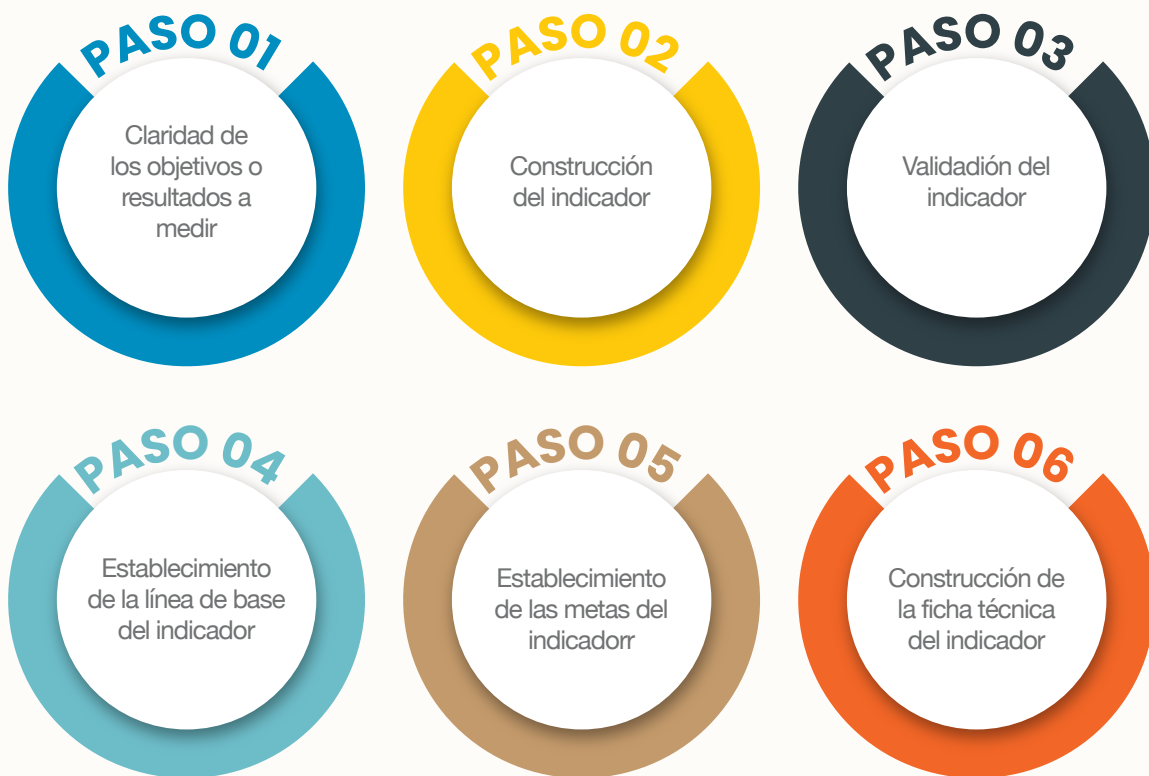 PASO 01
Claridad de
los objetivos o
resultados a
medir
PASO 02
Construcción
del indicador
PASO 03
Validadión del
indicador
PASO 04
Establecimiento
de la línea de base
del indicador
PASO 05
Establecimiento
de las metas del
indicadorr
PASO 06
Construcción de
la ficha técnica
del indicador